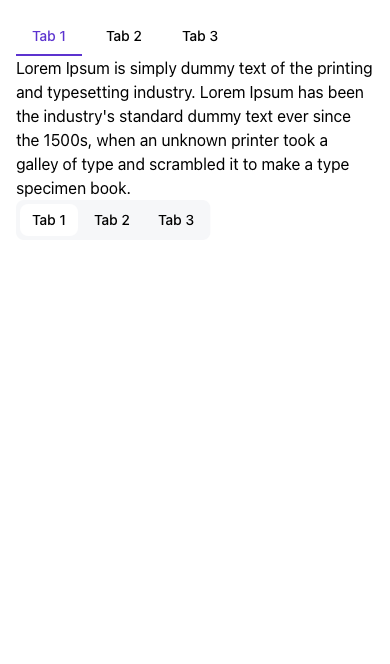 Tab 1 Tab 2 Tab 3
Lorem Ipsum is simply dummy text of the printing
and typesetting industry. Lorem Ipsum has been
the industry's standard dummy text ever since
the 1500s, when an unknown printer took a
galley of type and scrambled it to make a type
specimen book.
Tab 1 Tab 2 Tab 3